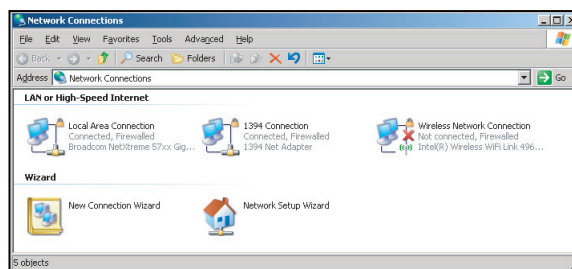 Network Connections
File Edit View Favorites Tools Advanced Help
Back Search Folders
Address Network Connections Go
LAN or High-Speed Internet
Local Area Connection
Connected, Firewalled
Broadcom NetXtreme 57xx Gig...
1394 Connection
Connected, Firewalled
1394 Net Adapter
Wireless Network Connection
Not connected, Firewalled
Intel(R) Wireless WiFi Link 496...
Wizard
New Connection Wizard
Network Setup Wizard
5 objects